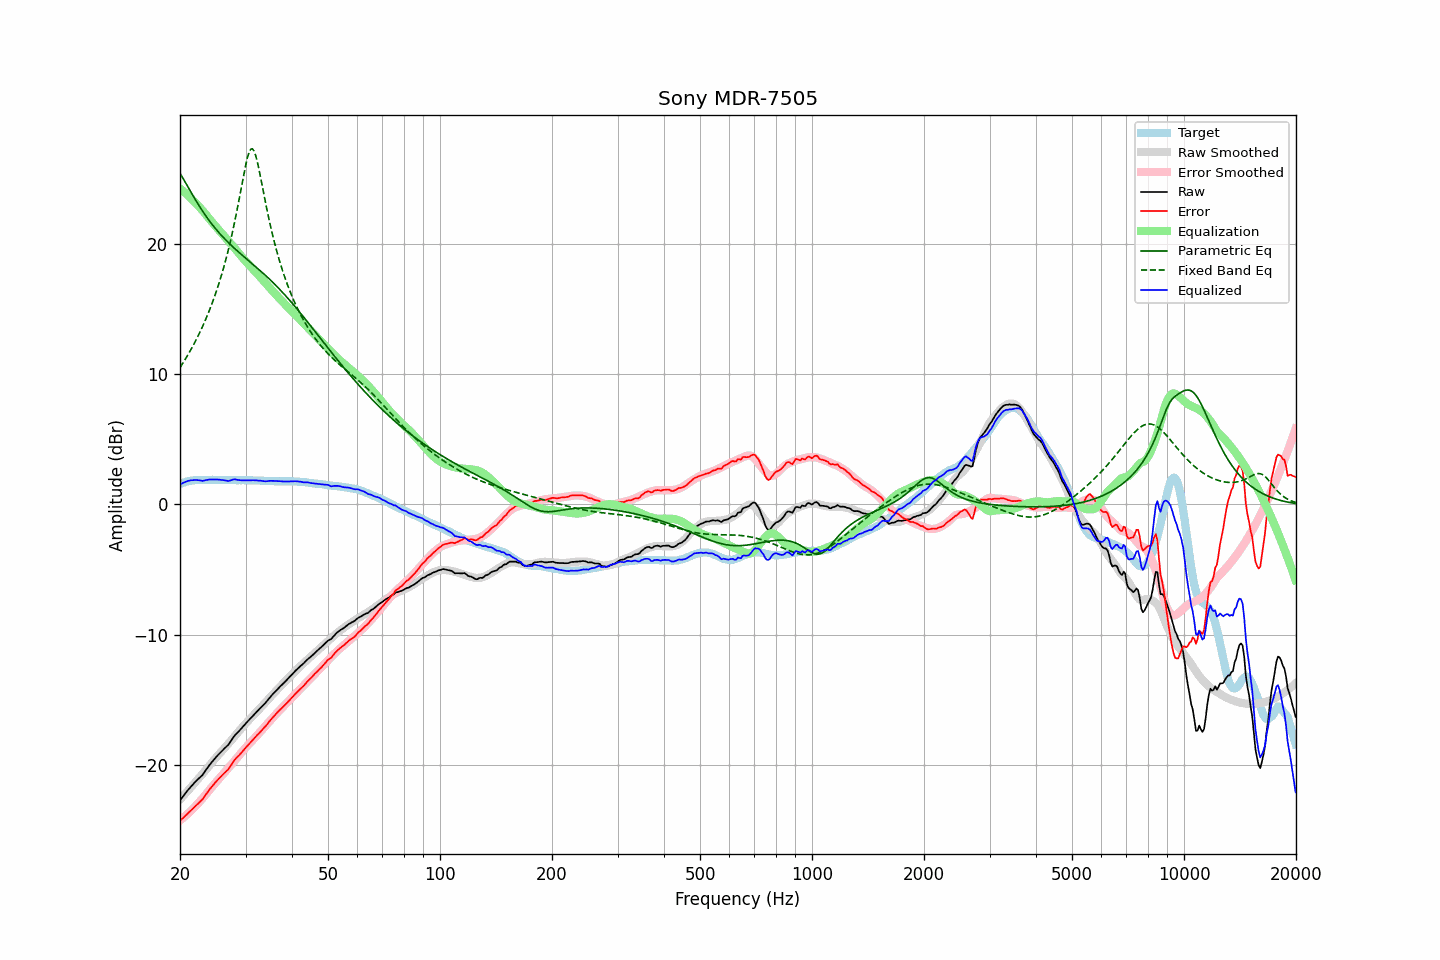 Sony MDR-7505
Target
Raw Smoothed
Error Smoothed
Raw
Error
Equalization
Parametric Eq
Fixed Band Eq
Equalized
Amplitude (dBr)
20
10
0
−10
−20
20 50 100 200 500 1000 2000 5000 10000 20000
Frequency (Hz)